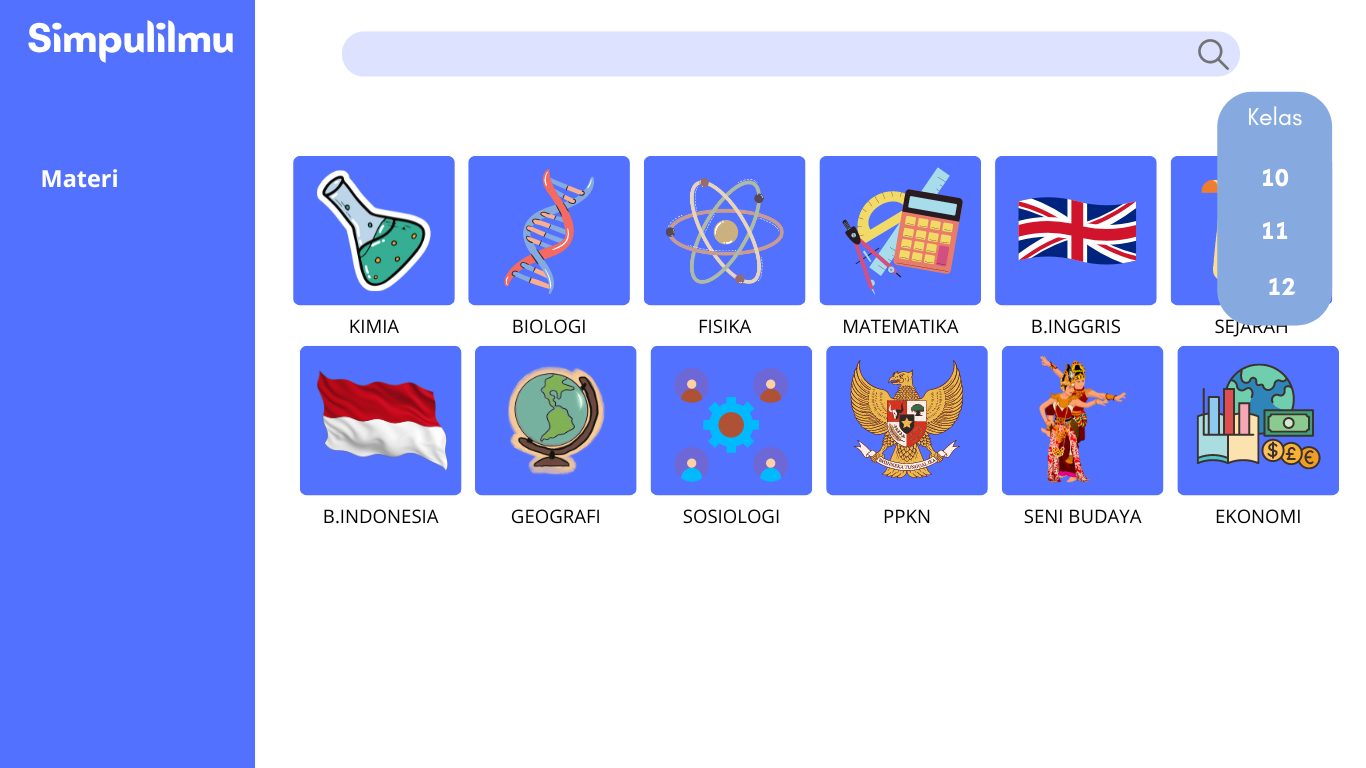 Simpulilmu
Materi
Kelas
10
11
12
KIMIA
BIOLOGI
FISIKA
MATEMATIKA
B.INGGRIS
SEJARAH
B.INDONESIA
GEOGRAFI
SOSIOLOGI
PPKN
SENI BUDAYA
EKONOMI